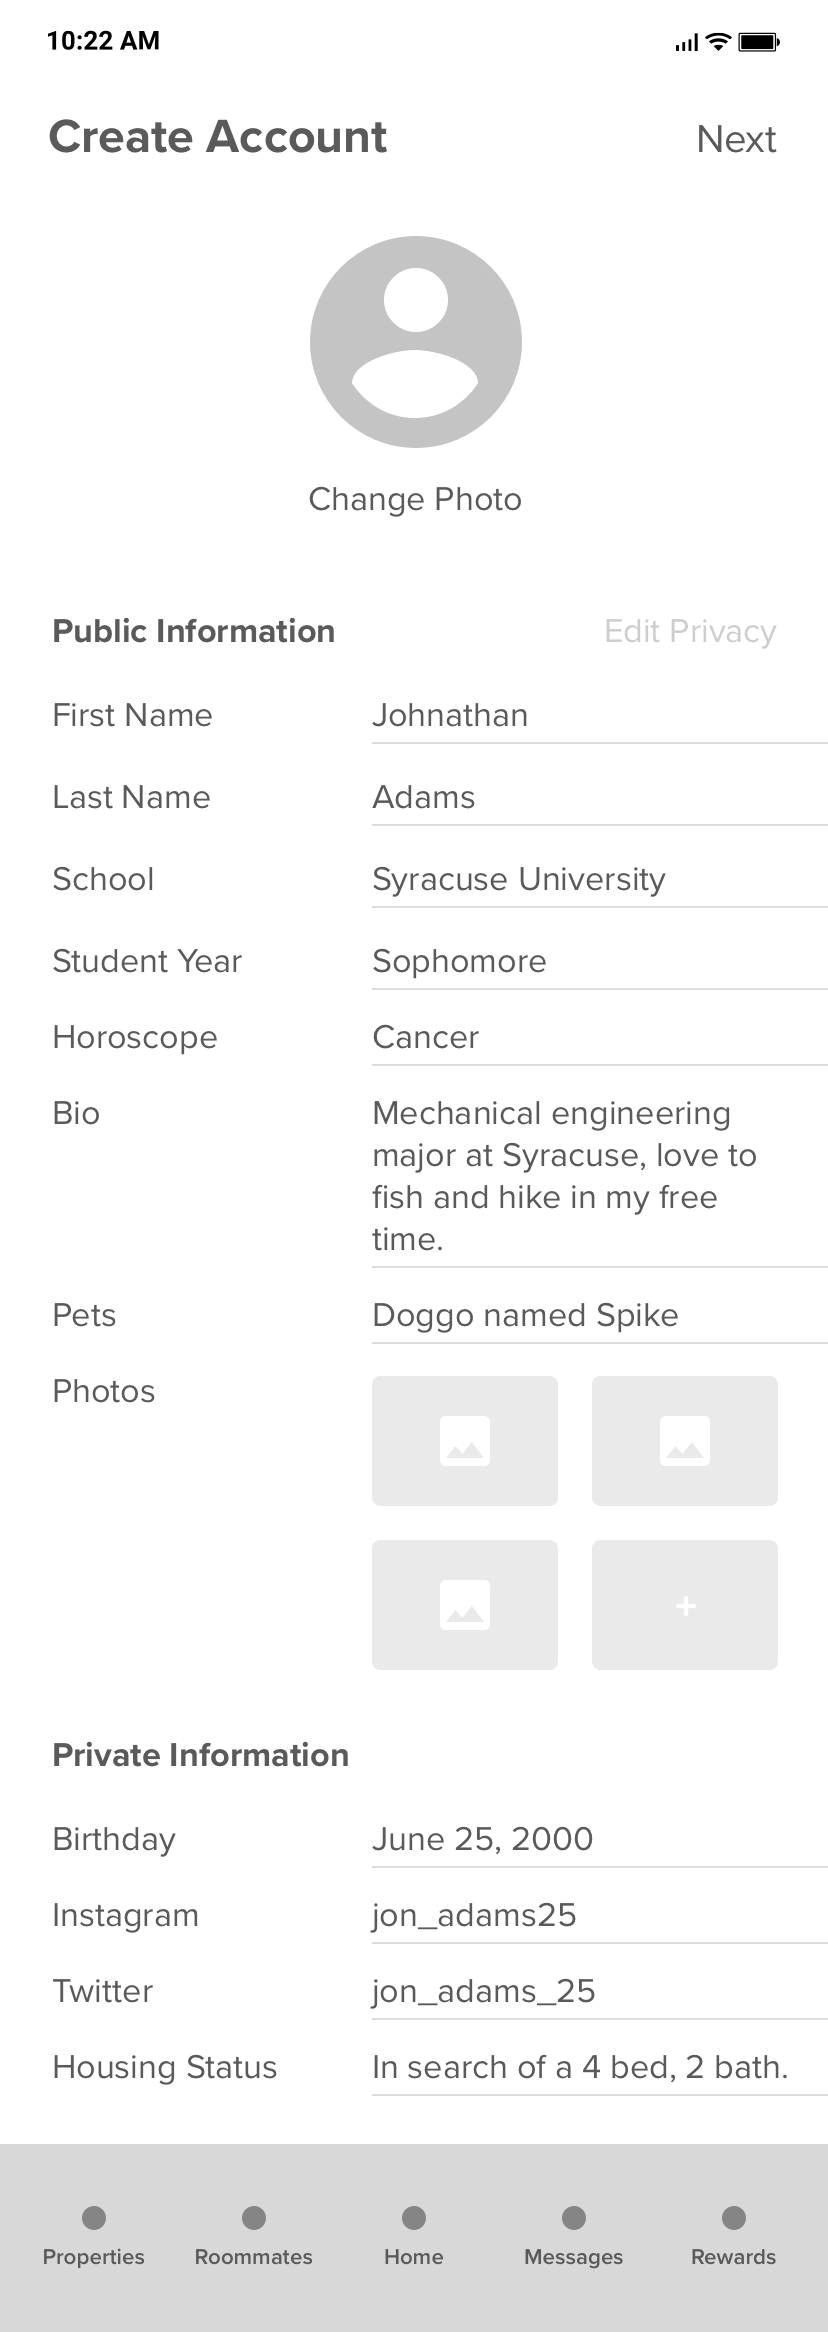 10:22 AM
Create Account
Next
Change Photo
Public Information
Edit Privacy
First Name
Johnathan
Last Name
Adams
School
Syracuse University
Student Year
Sophomore
Horoscope
Cancer
Bio
Mechanical engineering
major at Syracuse, love to
fish and hike in my free
time.
Pets
Doggo named Spike
Photos
+
Private Information
Birthday
June 25, 2000
Instagram
jon_adams25
Twitter
jon_adams_25
Housing Status
In search of a 4 bed, 2 bath.
Properties
Roommates
Home
Messages
Rewards